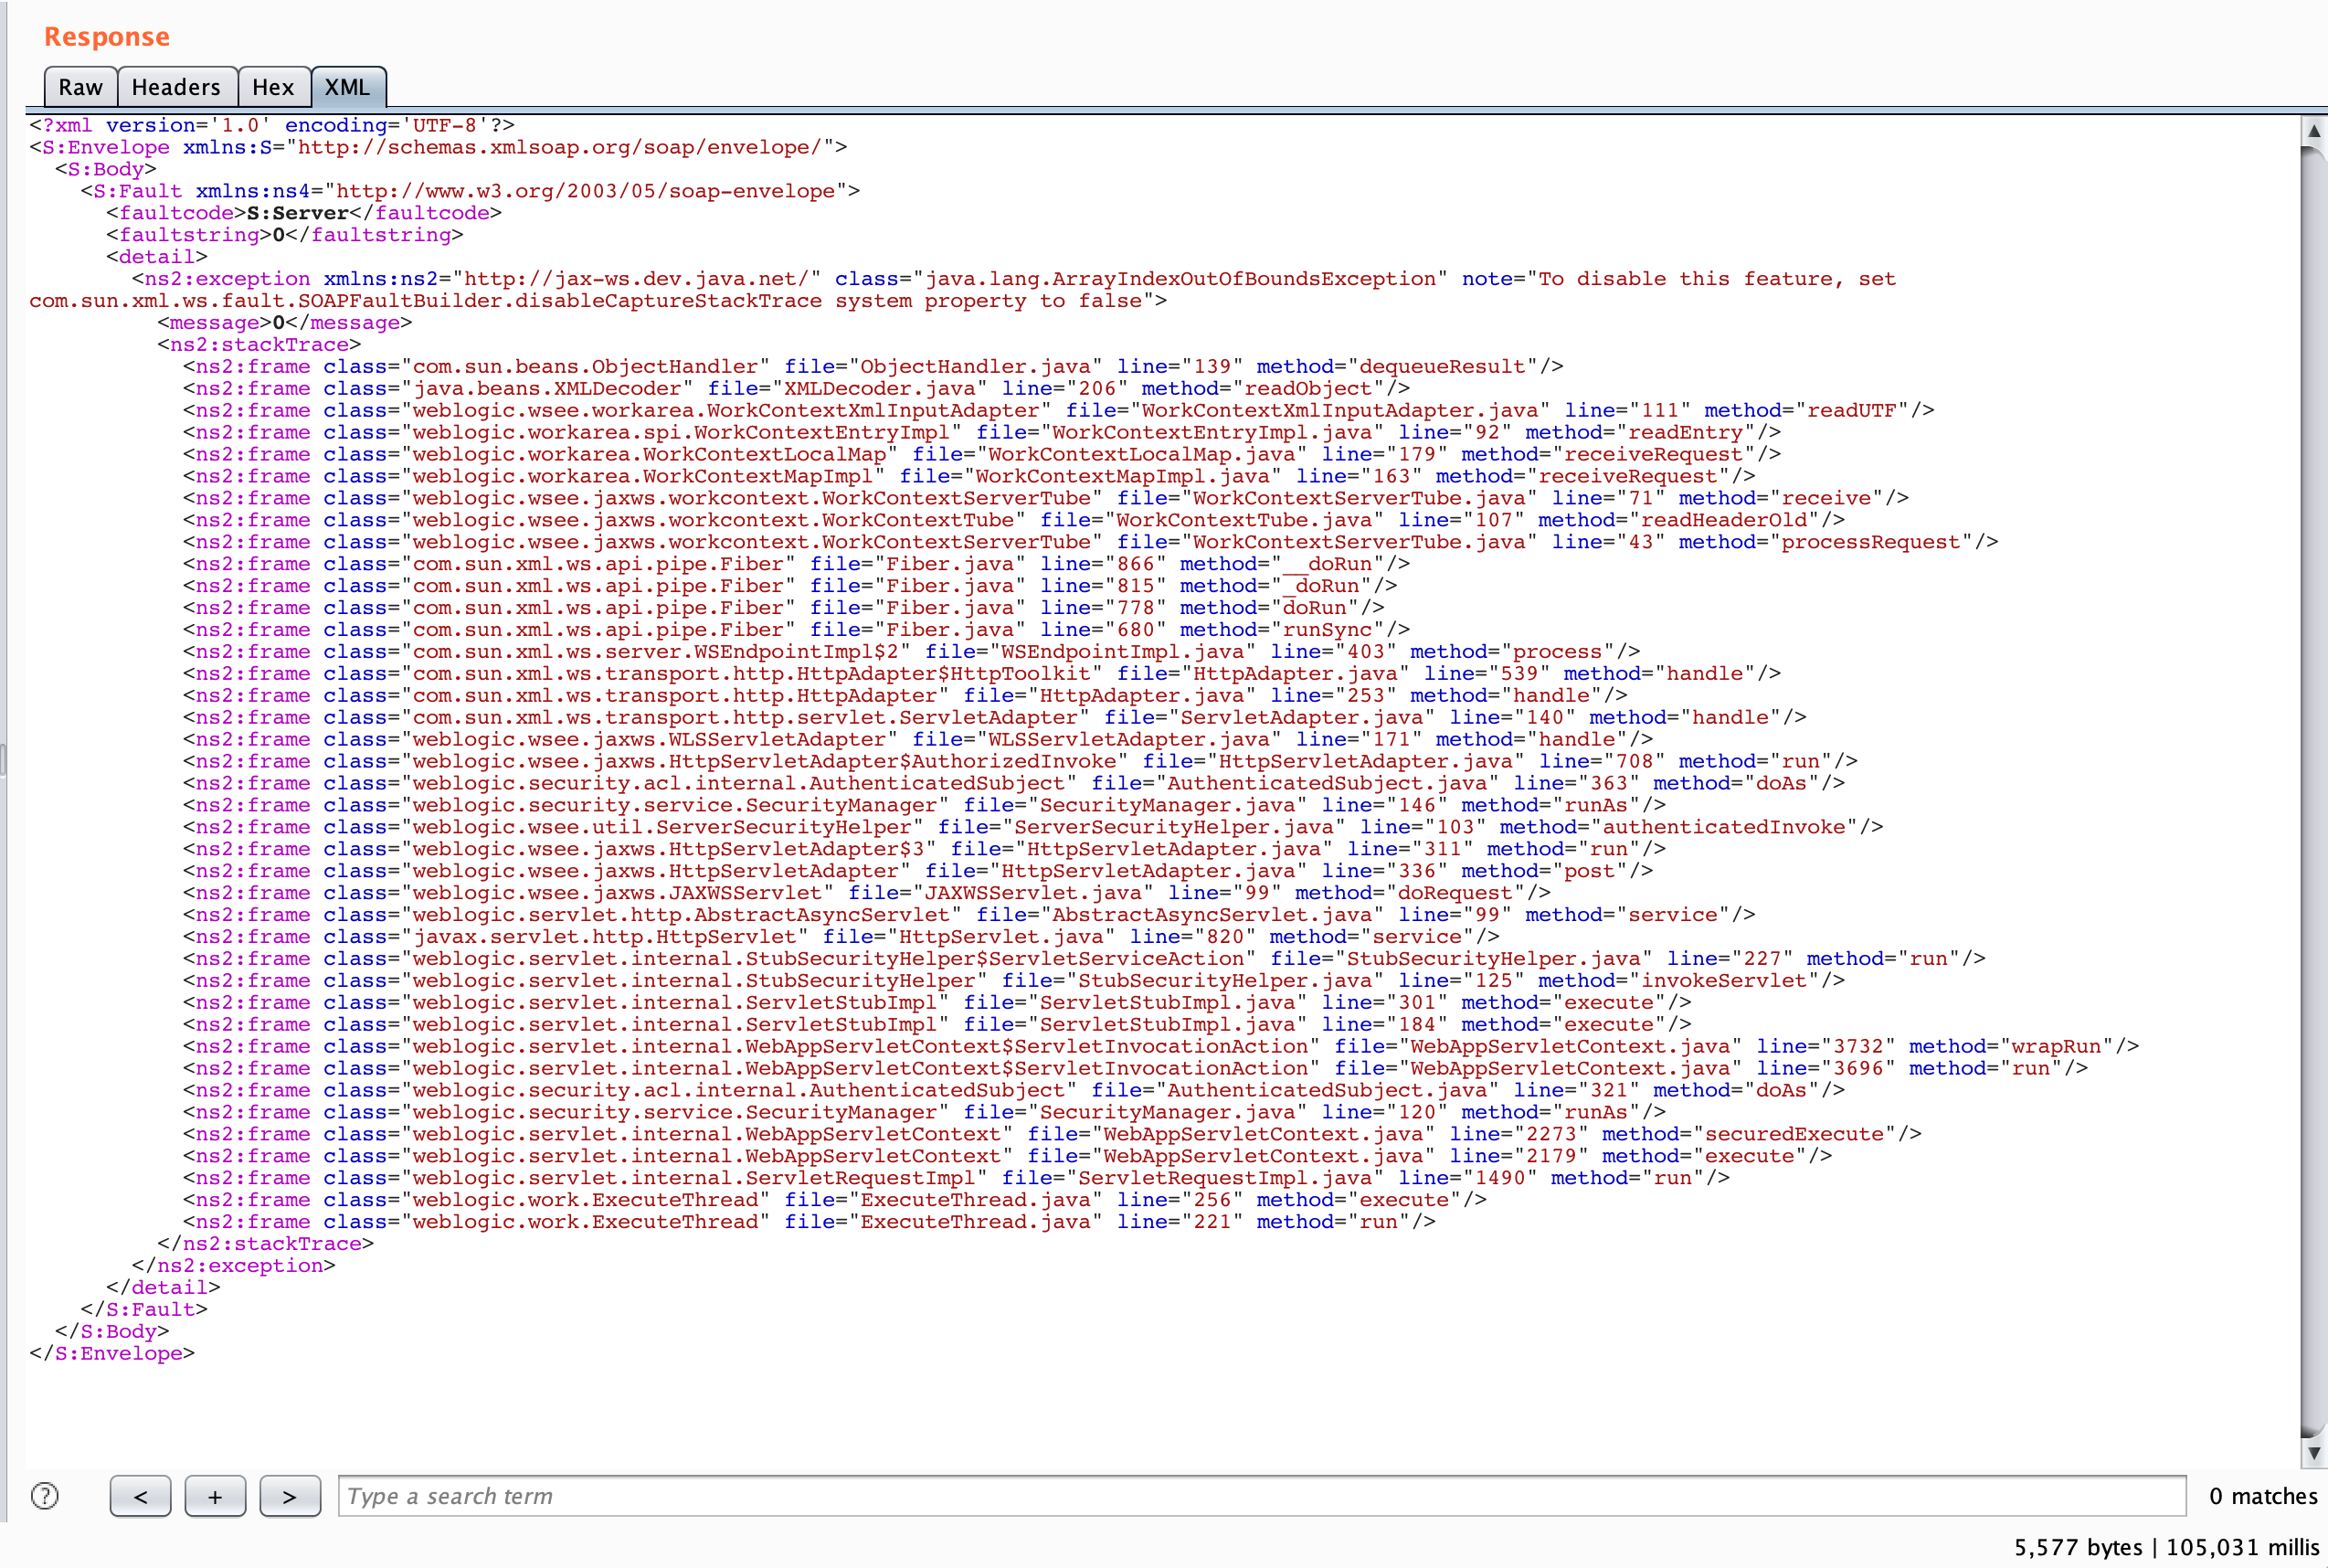 Response
Raw Headers Hex XML
<?xml version='1.0' encoding='UTF-8'?>
<S:Envelope xmlns:S="http://schemas.xmlsoap.org/soap/envelope/">
<S:Body>
<S:Fault xmlns:ns4="http://www.w3.org/2003/05/soap-envelope">
<faultcode>S:Server</faultcode>
<faultstring>0</faultstring>
<detail>
<ns2:exception xmlns:ns2="http://jax-ws.dev.java.net/" class="java.lang.ArrayIndexOutOfBoundsException" note="To disable this feature, set
com.sun.xml.ws.fault.SOAPFaultBuilder.disableCaptureStackTrace system property to false">
<message>0</message>
<ns2:stackTrace>
<ns2:frame class="com.sun.beans.ObjectHandler" file="ObjectHandler.java" line="139" method="dequeueResult"/>
<ns2:frame class="java.beans.XMLDecoder" file="XMLDecoder.java" line="206" method="readObject"/>
<ns2:frame class="weblogic.wsee.workarea.WorkContextXmlInputAdapter" file="WorkContextXmlInputAdapter.java" line="111" method="readUTF"/>
<ns2:frame class="weblogic.workarea.spi.WorkContextEntryImpl" file="WorkContextEntryImpl.java" line="92" method="readEntry"/>
<ns2:frame class="weblogic.workarea.WorkContextLocalMap" file="WorkContextLocalMap.java" line="179" method="receiveRequest"/>
<ns2:frame class="weblogic.workarea.WorkContextMapImpl" file="WorkContextMapImpl.java" line="163" method="receiveRequest"/>
<ns2:frame class="weblogic.wsee.jaxws.workcontext.WorkContextServerTube" file="WorkContextServerTube.java" line="71" method="receive"/>
<ns2:frame class="weblogic.wsee.jaxws.workcontext.WorkContextTube" file="WorkContextTube.java" line="107" method="readHeaderOld"/>
<ns2:frame class="weblogic.wsee.jaxws.workcontext.WorkContextServerTube" file="WorkContextServerTube.java" line="43" method="processRequest"/>
<ns2:frame class="com.sun.xml.ws.api.pipe.Fiber" file="Fiber.java" line="866" method="__doRun"/>
<ns2:frame class="com.sun.xml.ws.api.pipe.Fiber" file="Fiber.java" line="815" method="_doRun"/>
<ns2:frame class="com.sun.xml.ws.api.pipe.Fiber" file="Fiber.java" line="778" method="doRun"/>
<ns2:frame class="com.sun.xml.ws.api.pipe.Fiber" file="Fiber.java" line="680" method="runSync"/>
<ns2:frame class="com.sun.xml.ws.server.WSEndpointImpl$2" file="WSEndpointImpl.java" line="403" method="process"/>
<ns2:frame class="com.sun.xml.ws.transport.http.HttpAdapter$HttpToolkit" file="HttpAdapter.java" line="539" method="handle"/>
<ns2:frame class="com.sun.xml.ws.transport.http.HttpAdapter" file="HttpAdapter.java" line="253" method="handle"/>
<ns2:frame class="com.sun.xml.ws.transport.http.servlet.ServletAdapter" file="ServletAdapter.java" line="140" method="handle"/>
<ns2:frame class="weblogic.wsee.jaxws.WLSServletAdapter" file="WLSServletAdapter.java" line="171" method="handle"/>
<ns2:frame class="weblogic.wsee.jaxws.HttpServletAdapter$AuthorizedInvoke" file="HttpServletAdapter.java" line="708" method="run"/>
<ns2:frame class="weblogic.security.acl.internal.AuthenticatedSubject" file="AuthenticatedSubject.java" line="363" method="doAs"/>
<ns2:frame class="weblogic.security.service.SecurityManager" file="SecurityManager.java" line="146" method="runAs"/>
<ns2:frame class="weblogic.wsee.util.ServerSecurityHelper" file="ServerSecurityHelper.java" line="103" method="authenticatedInvoke"/>
<ns2:frame class="weblogic.wsee.jaxws.HttpServletAdapter$3" file="HttpServletAdapter.java" line="311" method="run"/>
<ns2:frame class="weblogic.wsee.jaxws.HttpServletAdapter" file="HttpServletAdapter.java" line="336" method="post"/>
<ns2:frame class="weblogic.wsee.jaxws.JAXWSServlet" file="JAXWSServlet.java" line="99" method="doRequest"/>
<ns2:frame class="weblogic.servlet.http.AbstractAsyncServlet" file="AbstractAsyncServlet.java" line="99" method="service"/>
<ns2:frame class="javax.servlet.http.HttpServlet" file="HttpServlet.java" line="820" method="service"/>
<ns2:frame class="weblogic.servlet.internal.StubSecurityHelper$ServletServiceAction" file="StubSecurityHelper.java" line="227" method="run"/>
<ns2:frame class="weblogic.servlet.internal.StubSecurityHelper" file="StubSecurityHelper.java" line="125" method="invokeServlet"/>
<ns2:frame class="weblogic.servlet.internal.ServletStubImpl" file="ServletStubImpl.java" line="301" method="execute"/>
<ns2:frame class="weblogic.servlet.internal.ServletStubImpl" file="ServletStubImpl.java" line="184" method="execute"/>
<ns2:frame class="weblogic.servlet.internal.WebAppServletContext$ServletInvocationAction" file="WebAppServletContext.java" line="3732" method="wrapRun"/>
<ns2:frame class="weblogic.servlet.internal.WebAppServletContext$ServletInvocationAction" file="WebAppServletContext.java" line="3696" method="run"/>
<ns2:frame class="weblogic.security.acl.internal.AuthenticatedSubject" file="AuthenticatedSubject.java" line="321" method="doAs"/>
<ns2:frame class="weblogic.security.service.SecurityManager" file="SecurityManager.java" line="120" method="runAs"/>
<ns2:frame class="weblogic.servlet.internal.WebAppServletContext" file="WebAppServletContext.java" line="2273" method="securedExecute"/>
<ns2:frame class="weblogic.servlet.internal.WebAppServletContext" file="WebAppServletContext.java" line="2179" method="execute"/>
<ns2:frame class="weblogic.servlet.internal.ServletRequestImpl" file="ServletRequestImpl.java" line="1490" method="run"/>
<ns2:frame class="weblogic.work.ExecuteThread" file="ExecuteThread.java" line="256" method="execute"/>
<ns2:frame class="weblogic.work.ExecuteThread" file="ExecuteThread.java" line="221" method="run"/>
</ns2:stackTrace>
</ns2:exception>
</detail>
</S:Fault>
</S:Body>
</S:Envelope>
? < + > Type a search term 0 matches
5,577 bytes | 105,031 millis